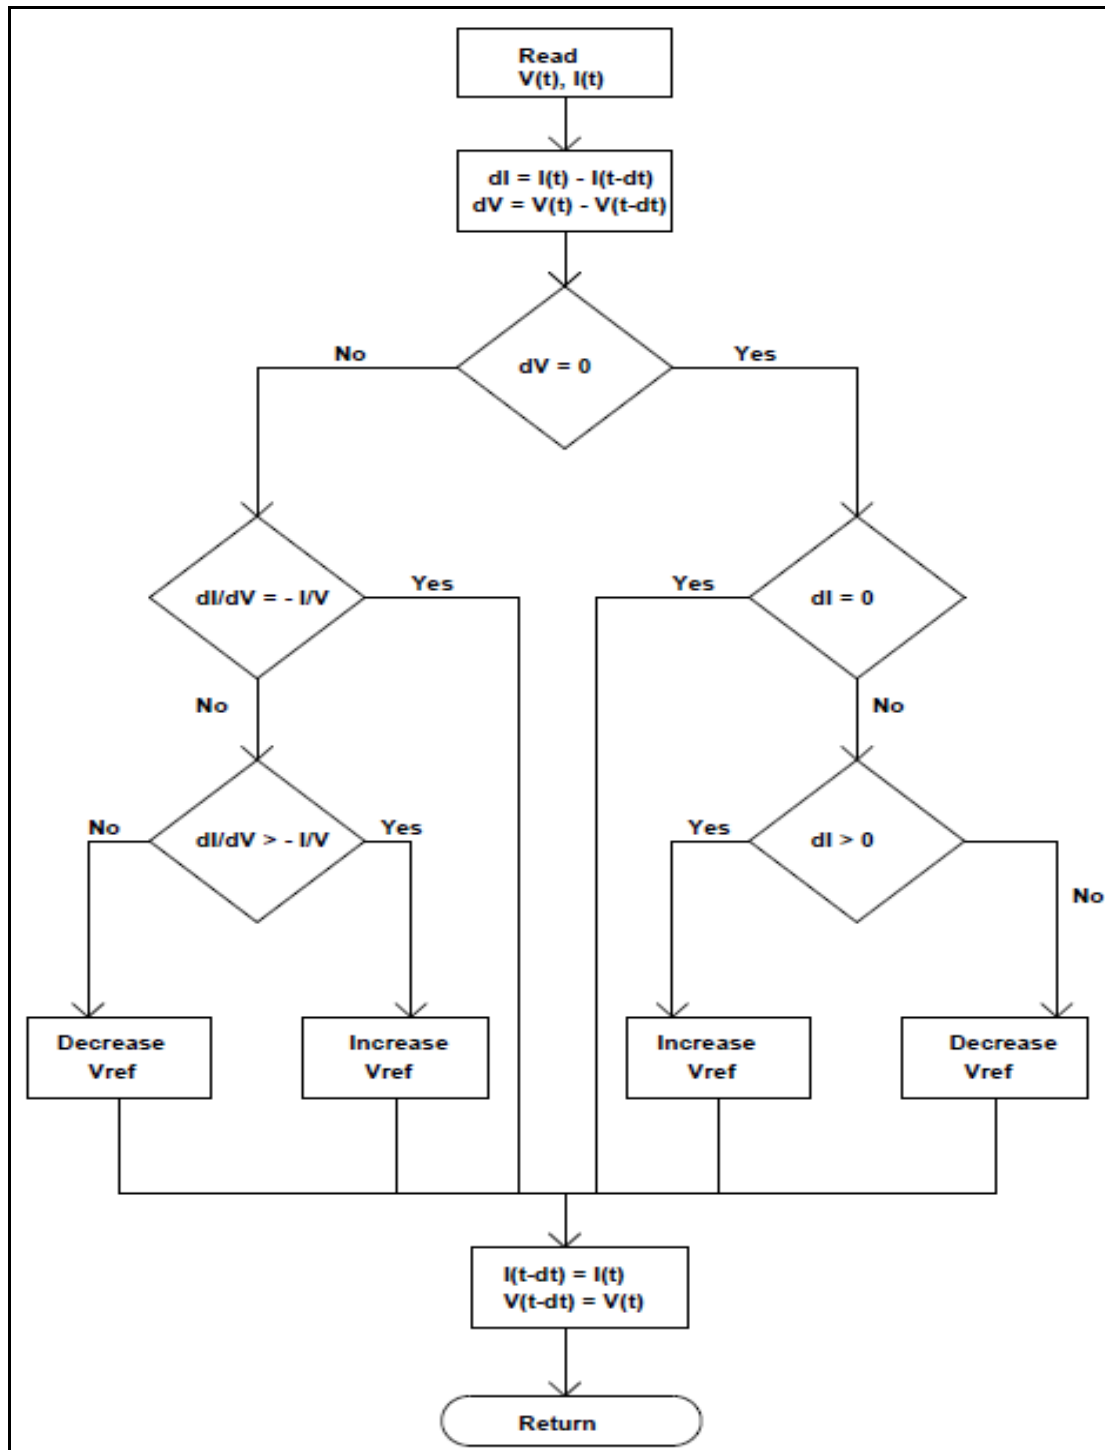 Read
V(t), I(t)
dI = I(t) - I(t-dt)
dV = V(t) - V(t-dt)
No
Yes
dV = 0
Yes
Yes
dI/dV = - I/V
dI = 0
No
No
No
Yes
dI/dV > - I/V
Yes
dI > 0
No
Decrease
Vref
Increase
Vref
Increase
Vref
Decrease
Vref
I(t-dt) = I(t)
V(t-dt) = V(t)
Return